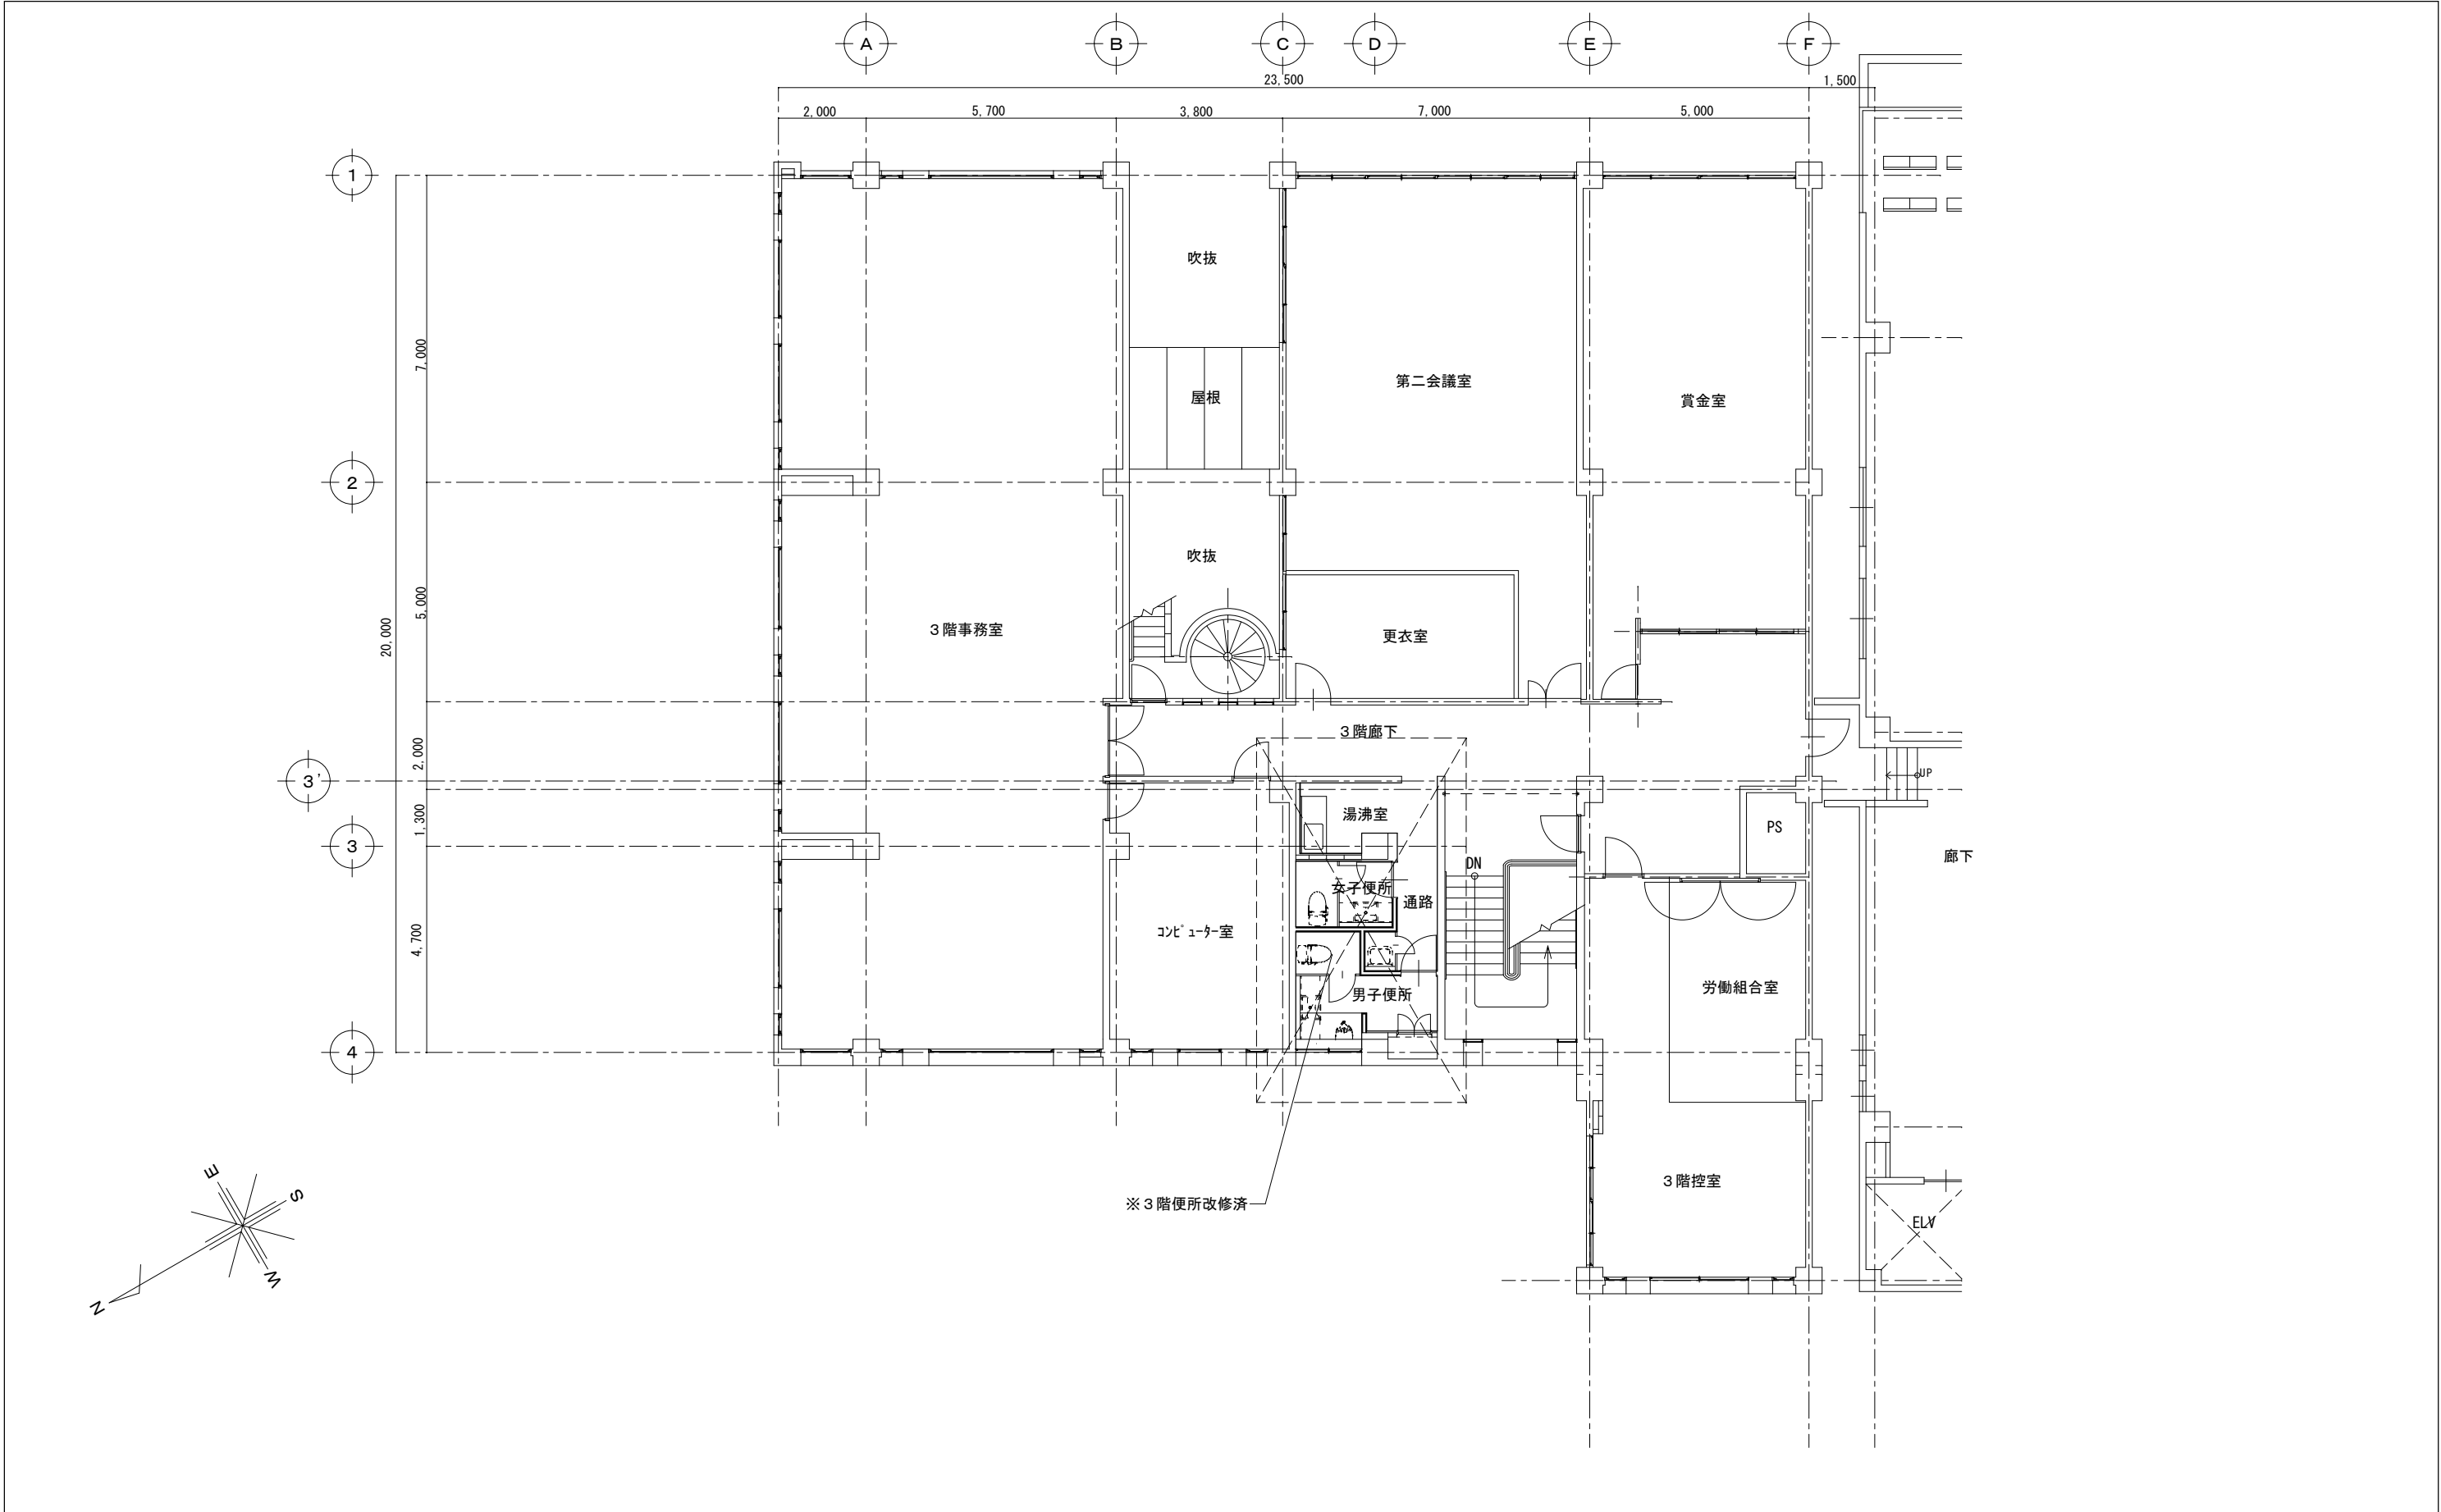 A B C D E F
23,500 1,500
2,000 5,700 3,800 7,000 5,000
1
吹抜
7,000
第二会議室
屋根
賞金室
2
吹抜
5,000
20,000
3階事務室
更衣室
3階廊下
2,000
UP
3'
1,300
湯沸室
PS
3
廊下
DN
女子便所
通路
4,700
コンピューター室
労働組合室
男子便所
4
3階控室
※3階便所改修済
ELV
E
S
W
N